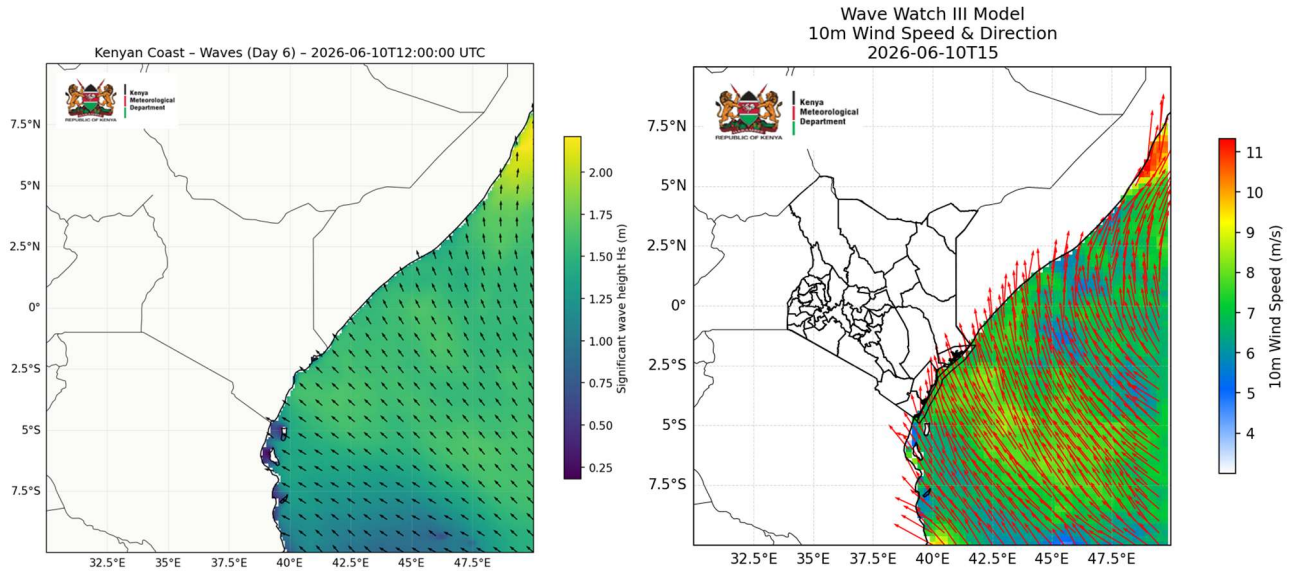 Kenyan Coast – Waves (Day 6) – 2026-06-10T12:00:00 UTC
Kenya
Meteorological
Department
REPUBLIC OF KENYA
7.5°N
5°N
2.5°N
0°
2.5°S
5°S
7.5°S
32.5°E
35°E
37.5°E
40°E
42.5°E
45°E
47.5°E
2.00
1.75
1.50
1.25
1.00
0.75
0.50
0.25
Significant wave height Hs (m)
Wave Watch III Model
10m Wind Speed & Direction
2026-06-10T15
Kenya
Meteorological
Department
REPUBLIC OF KENYA
7.5°N
5°N
2.5°N
0°
2.5°S
5°S
7.5°S
32.5°E
35°E
37.5°E
40°E
42.5°E
45°E
47.5°E
11
10
9
8
7
6
5
4
10m Wind Speed (m/s)